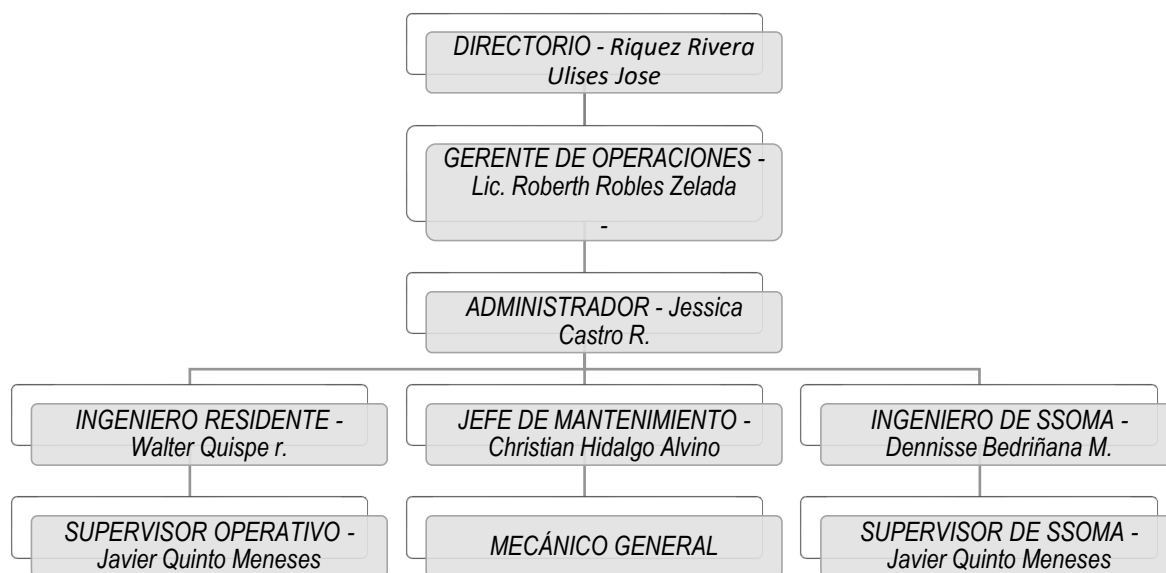 DIRECTORIO - Riquez Rivera
Ulises Jose
GERENTE DE OPERACIONES -
Lic. Roberth Robles Zelada
-
ADMINISTRADOR - Jessica
Castro R.
INGENIERO RESIDENTE -
Walter Quispe r.
JEFE DE MANTENIMIENTO -
Christian Hidalgo Alvino
INGENIERO DE SSOMA -
Dennisse Bedriñana M.
SUPERVISOR OPERATIVO -
Javier Quinto Meneses
MECÁNICO GENERAL
SUPERVISOR DE SSOMA -
Javier Quinto Meneses